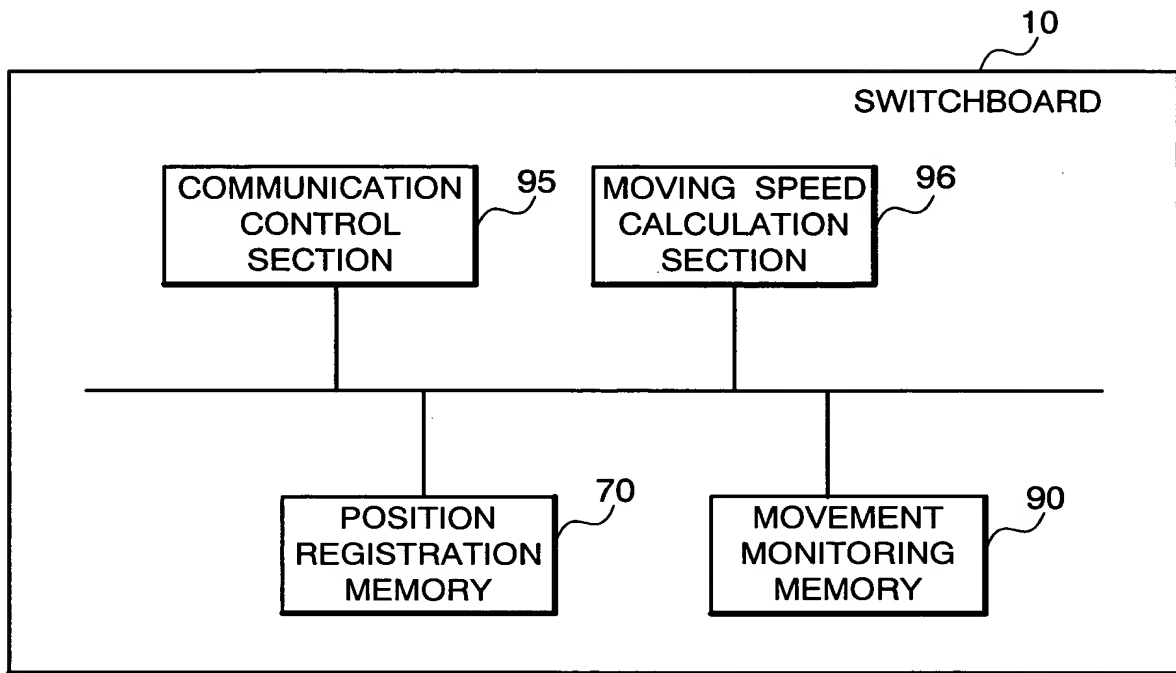 10
SWITCHBOARD
COMMUNICATION
CONTROL
SECTION
95
MOVING SPEED
CALCULATION
SECTION
96
POSITION
REGISTRATION
MEMORY
70
MOVEMENT
MONITORING
MEMORY
90